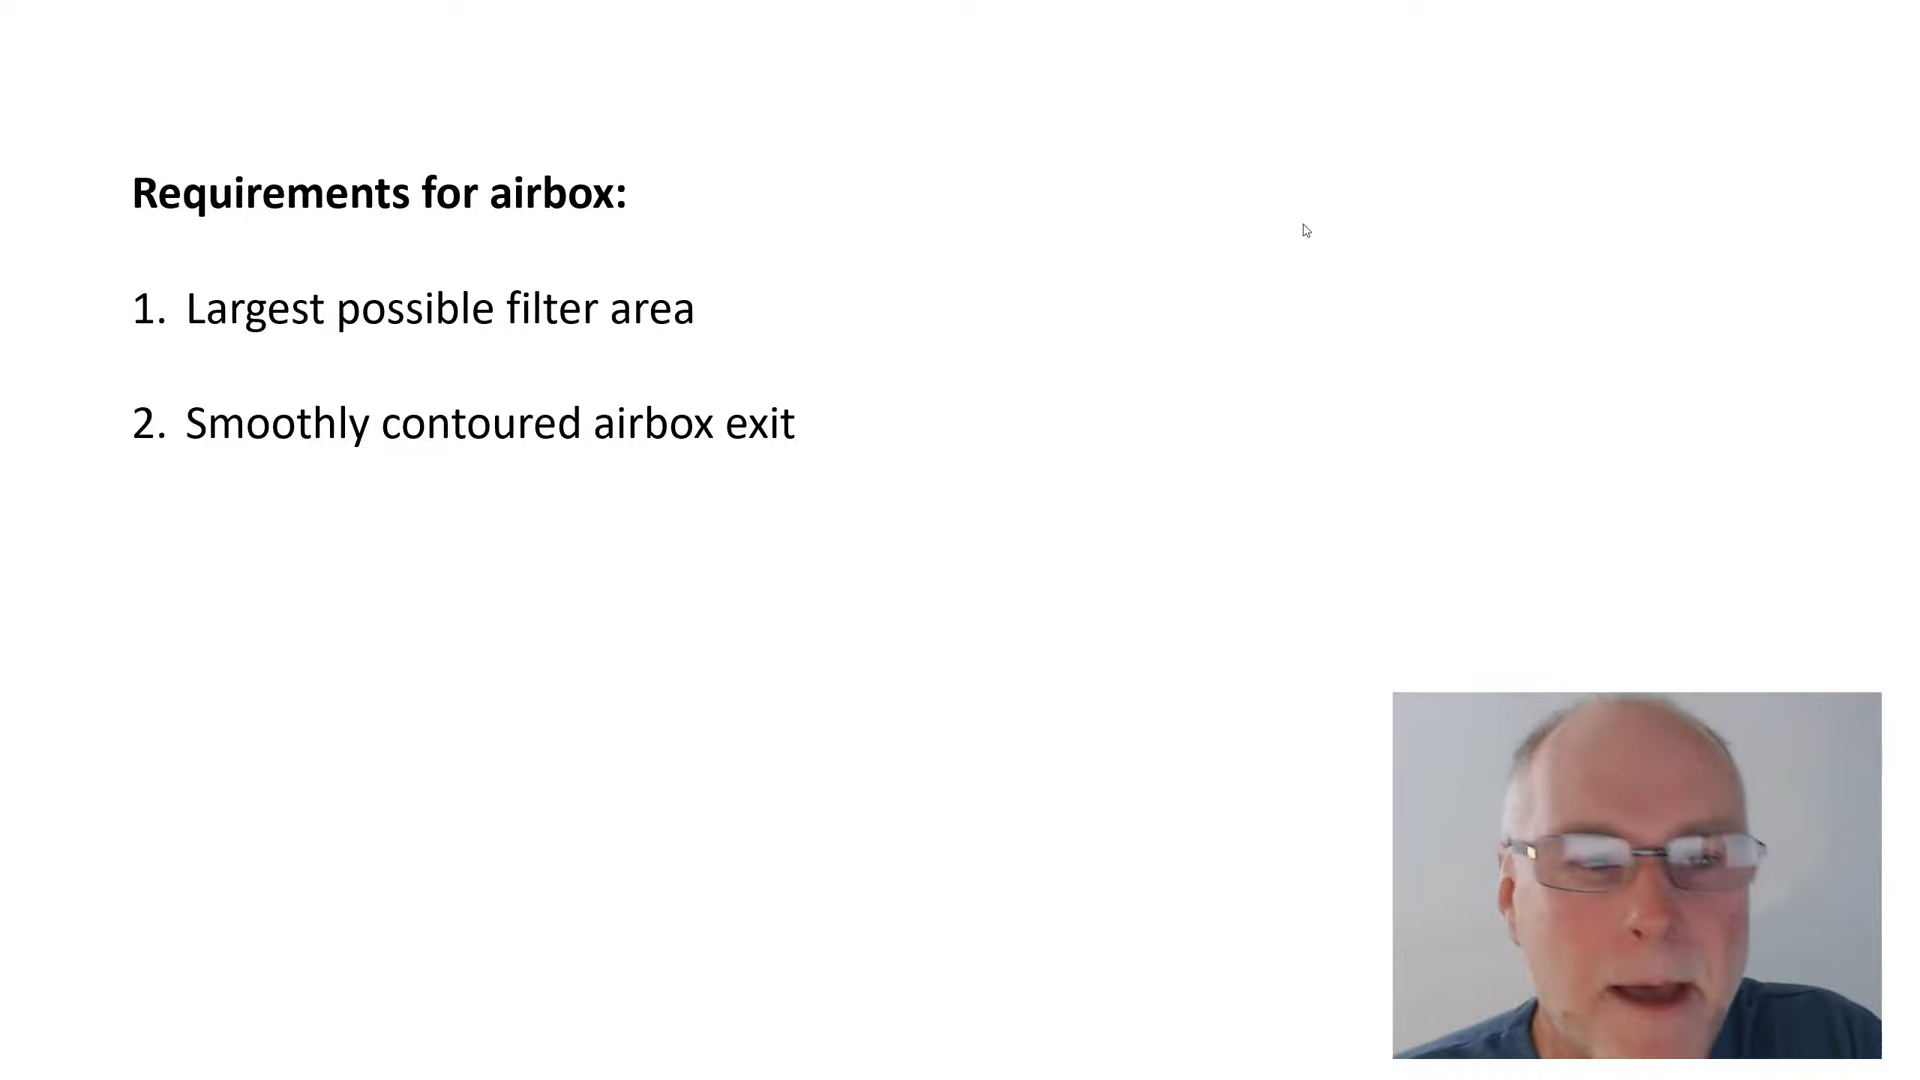 Requirements for airbox:
1. Largest possible filter area
2. Smoothly contoured airbox exit